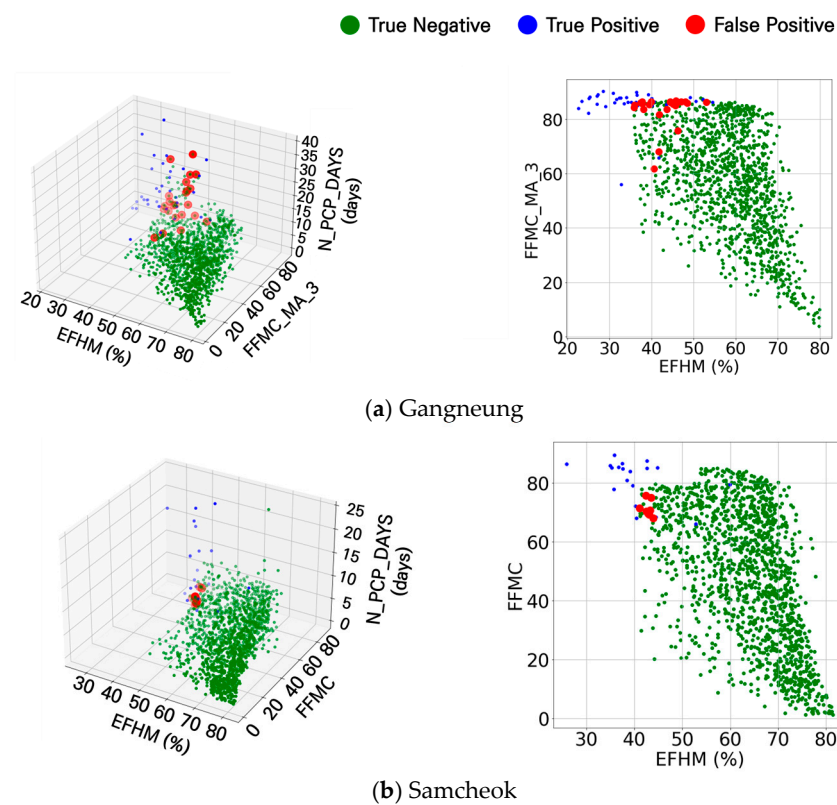 True Negative True Positive False Positive
40
35
30
25
20
15
10
5
0
N_PCP_DAYS
(days)
20 30 40 50 60 70 80
EFHM (%)
0 20 40 60 80
FFMC_MA_3
80
60
40
20
0
FFMC_MA_3
20 30 40 50 60 70 80
EFHM (%)
(a) Gangneung
25
20
15
10
5
0
N_PCP_DAYS
(days)
30 40 50 60 70 80
EFHM (%)
0 20 40 60 80
FFMC
80
60
40
20
0
FFMC
30 40 50 60 70 80
EFHM (%)
(b) Samcheok